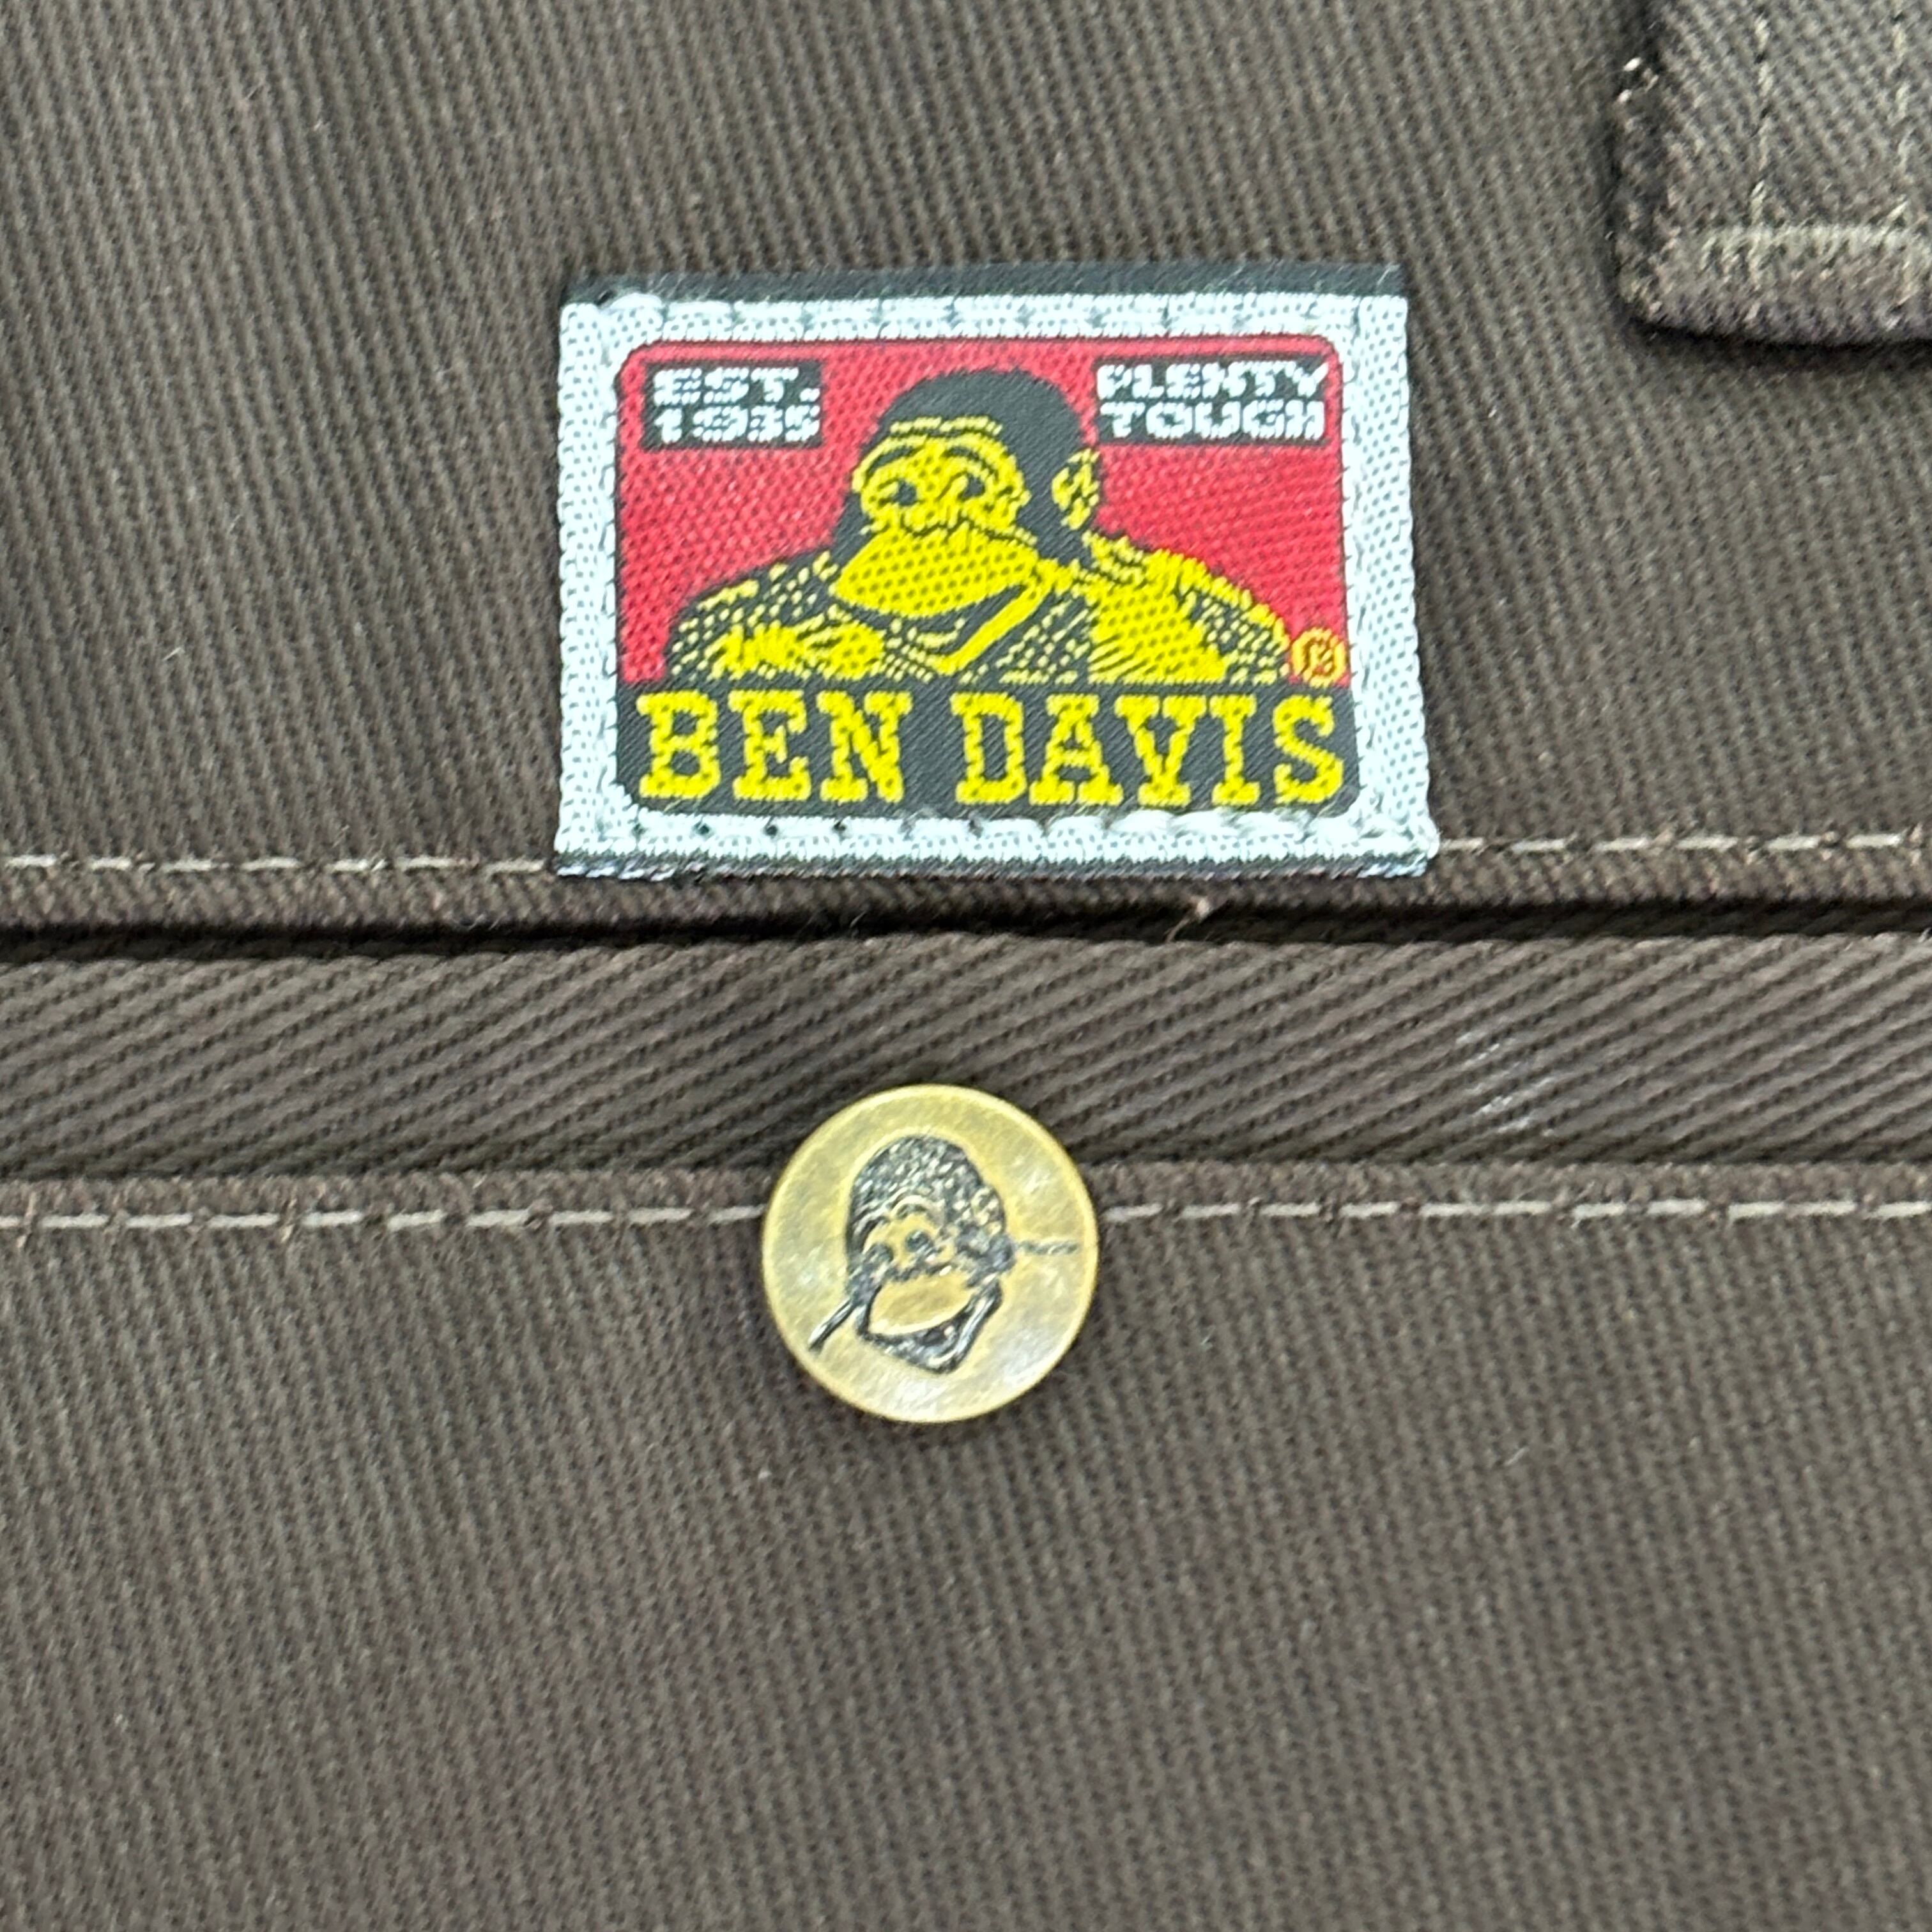 EST. PLENTY
1935 TOUGH
®
BEN DAVIS